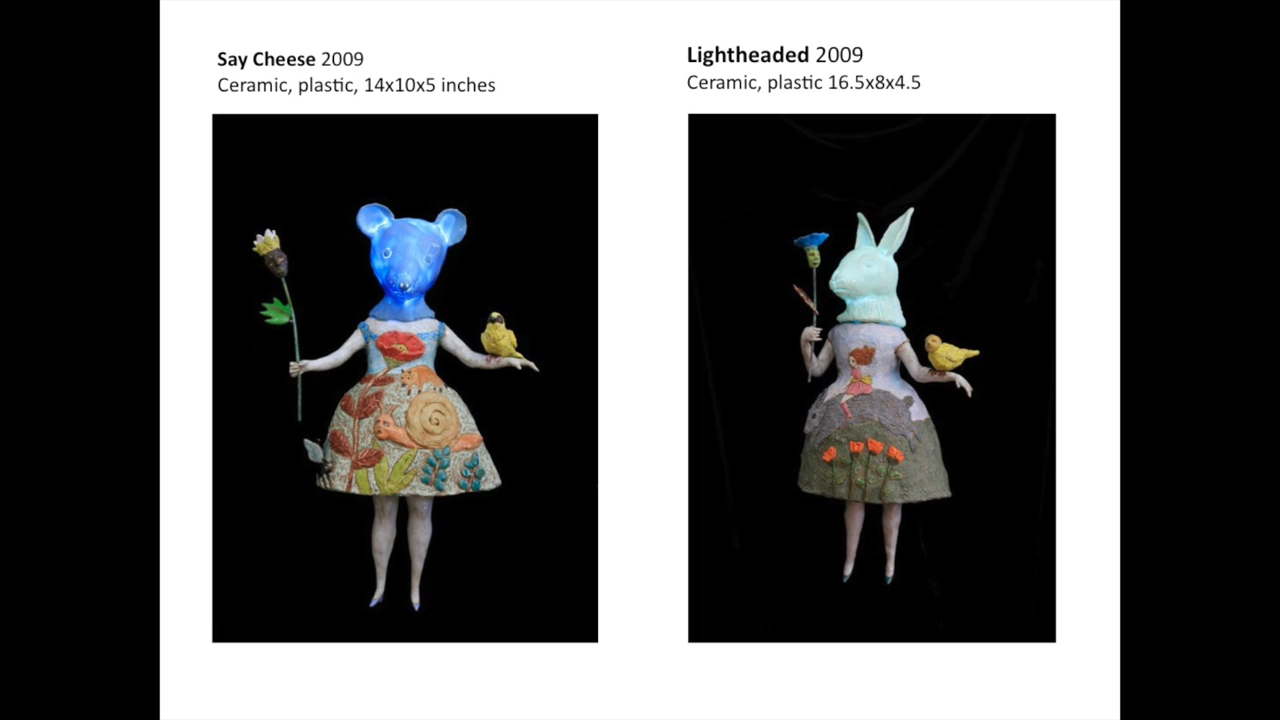 Say Cheese 2009
Ceramic, plastic, 14x10x5 inches
Lightheaded 2009
Ceramic, plastic 16.5x8x4.5